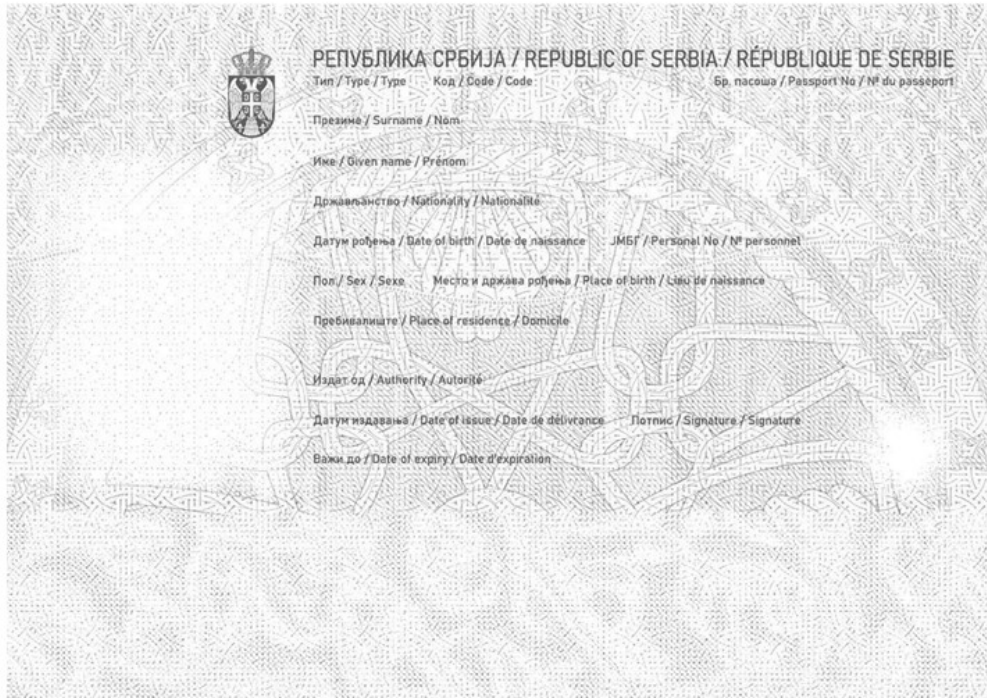 РЕПУБЛИКА СРБИЈА / REPUBLIC OF SERBIA / RÉPUBLIQUE DE SERBIE
Тип / Type / Type Код / Code / Code Бр. пасоша / Passport No / Nº du passeport
Презиме / Surname / Nom
Име / Given name / Prénom
Држављанство / Nationality / Nationalité
Датум рођења / Date of birth / Date de naissance ЈМБГ / Personal No / Nº personnel
Пол / Sex / Sexe Место и држава рођења / Place of birth / Lieu de naissance
Пребивалиште / Place of residence / Domicile
Издат од / Authority / Autorité
Датум издавања / Date of issue / Date de délivrance Потпис / Signature / Signature
Важи до / Date of expiry / Date d'expiration